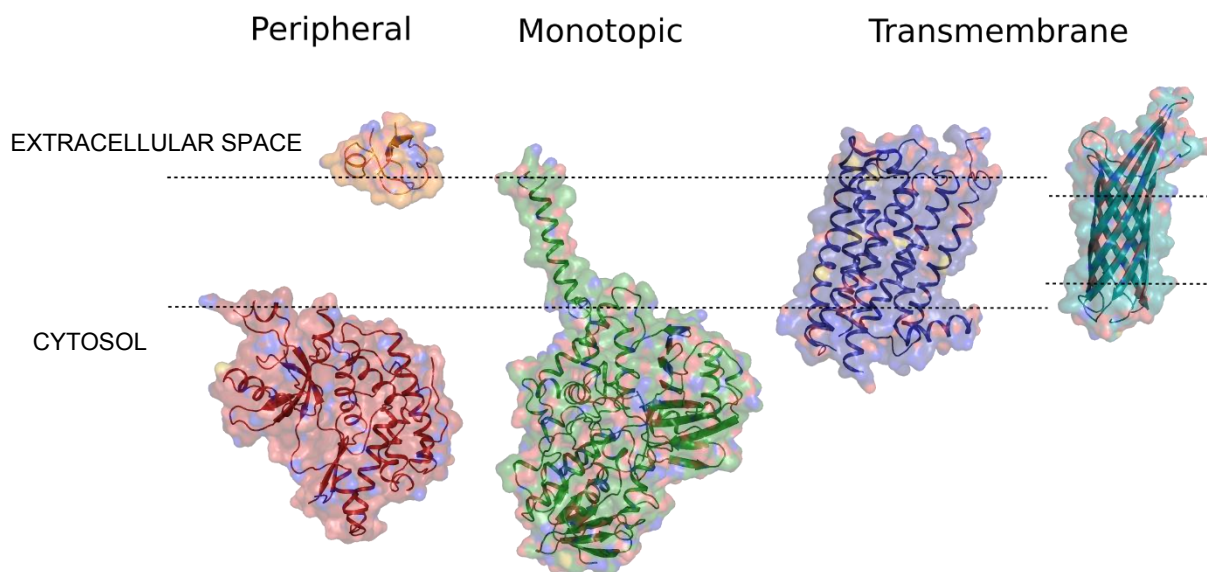 Peripheral
Monotopic
Transmembrane
EXTRACELLULAR SPACE
CYTOSOL